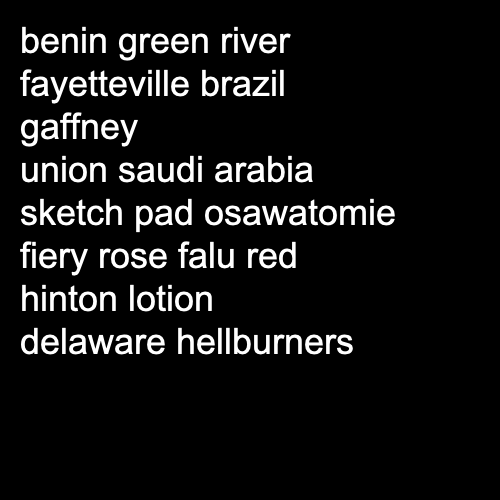 benin green river
fayetteville brazil
gaffney
union saudi arabia
sketch pad osawatomie
fiery rose falu red
hinton lotion
delaware hellburners